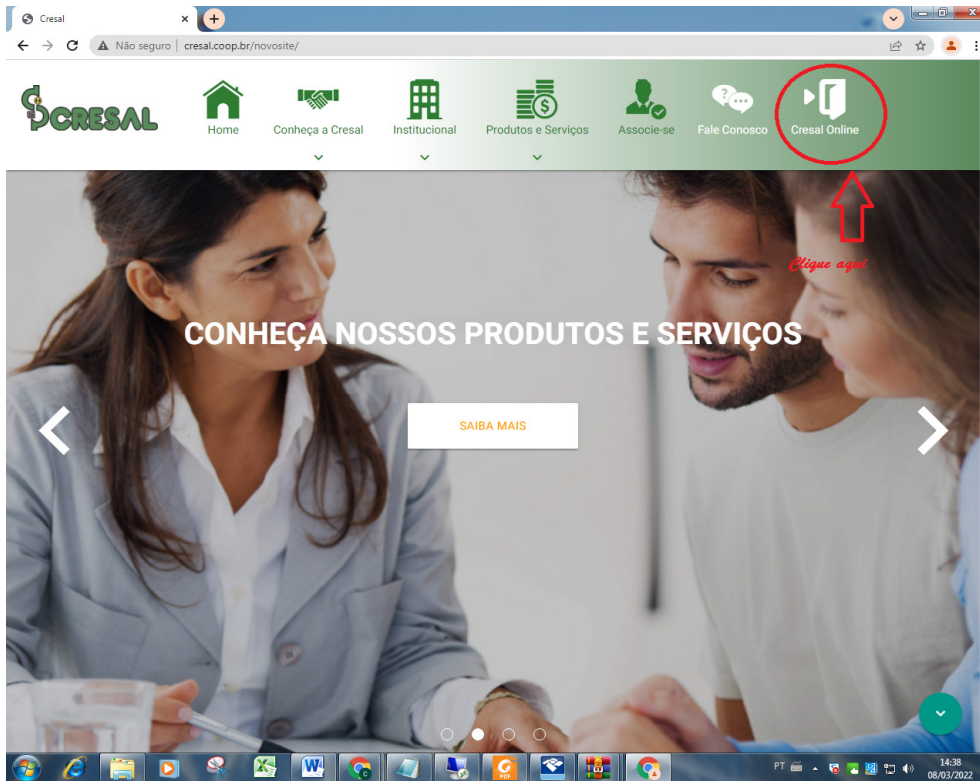 Cresal
Não seguro | cresal.coop.br/novosite/
CRESAL
Home
Conheça a Cresal
Institucional
Produtos e Serviços
Associe-se
Fale Conosco
Cresal Online
Clique aqui
CONHEÇA NOSSOS PRODUTOS E SERVIÇOS
SAIBA MAIS
PT
14:38
08/03/202